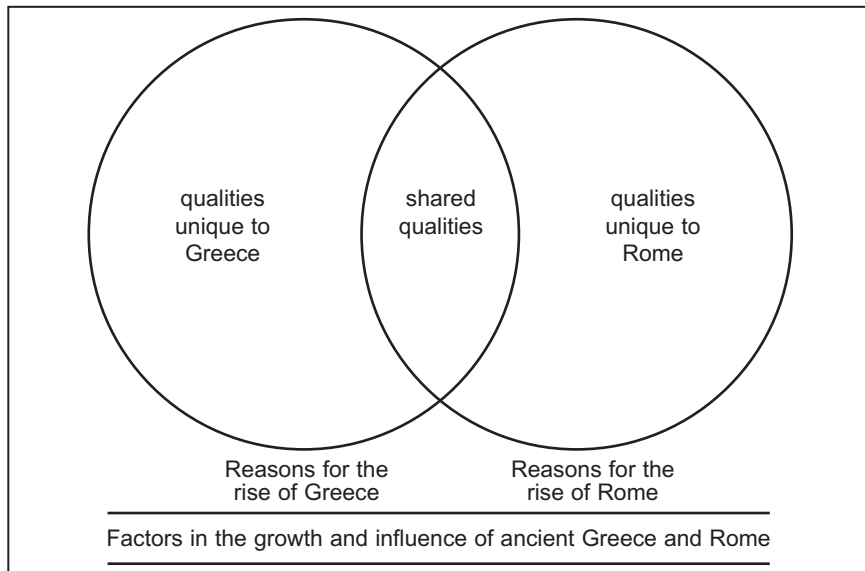 qualities
unique to
Greece
shared
qualities
qualities
unique to
Rome
Reasons for the
rise of Greece
Reasons for the
rise of Rome
Factors in the growth and influence of ancient Greece and Rome